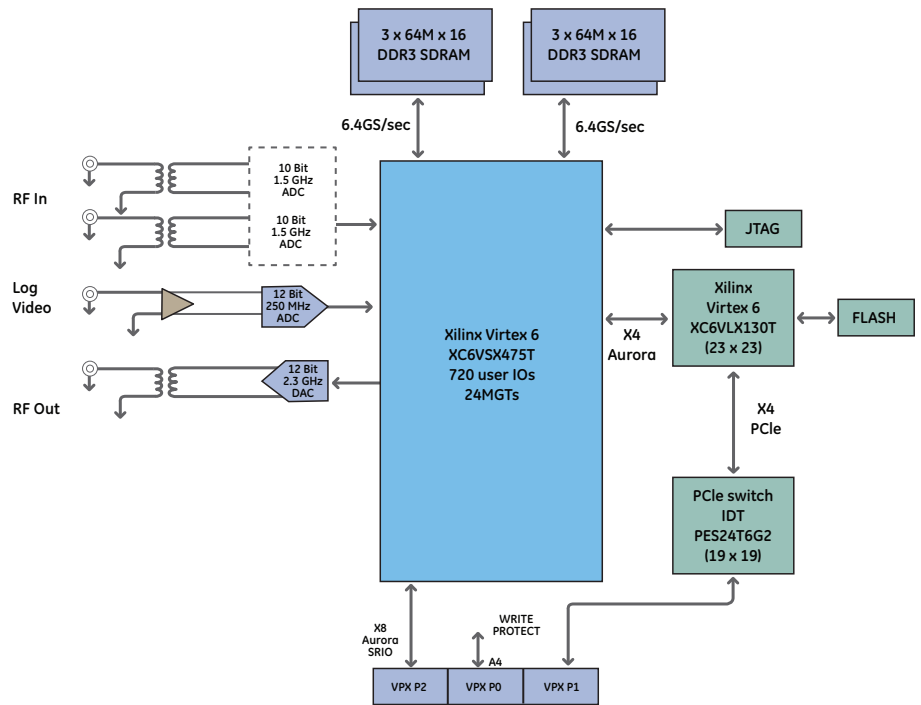 3 x 64M x 16
DDR3 SDRAM
3 x 64M x 16
DDR3 SDRAM
6.4GS/sec
6.4GS/sec
RF In
10 Bit
1.5 GHz
ADC
10 Bit
1.5 GHz
ADC
Log
Video
12 Bit
250 MHz
ADC
RF Out
12 Bit
2.3 GHz
DAC
Xilinx Virtex 6
XC6VSX475T
720 user IOs
24MGTs
JTAG
X4
Aurora
Xilinx
Virtex 6
XC6VLX130T
(23 x 23)
FLASH
X4
PCIe
PCIe switch
IDT
PES24T6G2
(19 x 19)
X8
Aurora
SRIO
WRITE
PROTECT
A4
VPX P2
VPX P0
VPX P1